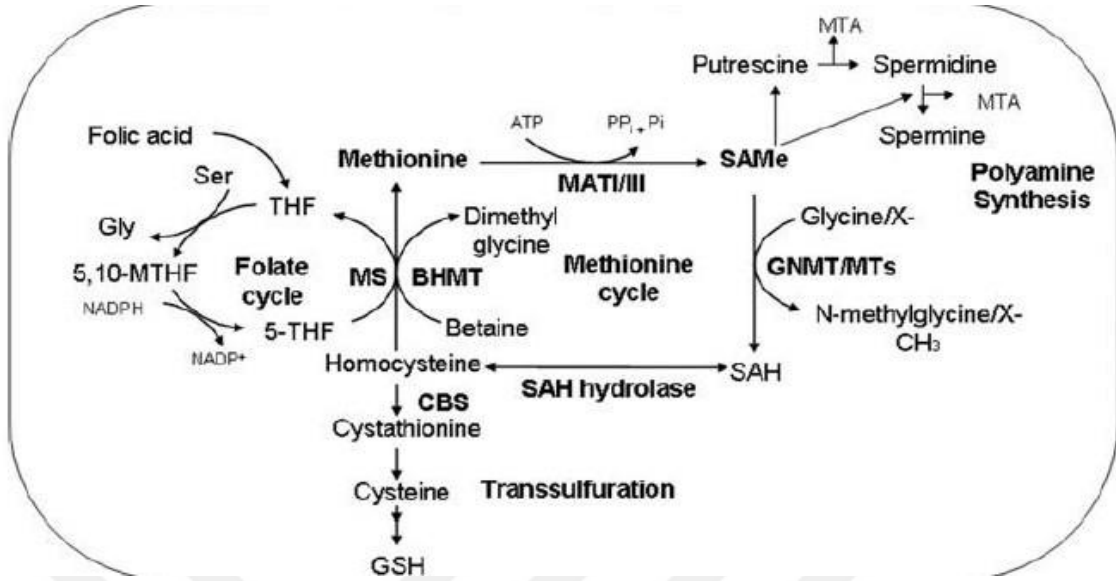 MTA
Putrescine
Spermidine
MTA
Spermine
Polyamine
Synthesis
Folic acid
Ser
THF
Gly
5,10-MTHF
NADPH
NADP+
5-THF
Folate
cycle
Methionine
ATP
PPi + Pi
MATI/III
SAMe
Dimethyl
glycine
MS
BHMT
Betaine
Methionine
cycle
Glycine/X-
GNMT/MTs
N-methylglycine/X-
CH3
Homocysteine
SAH hydrolase
SAH
CBS
Cystathionine
Cysteine
Transsulfuration
GSH